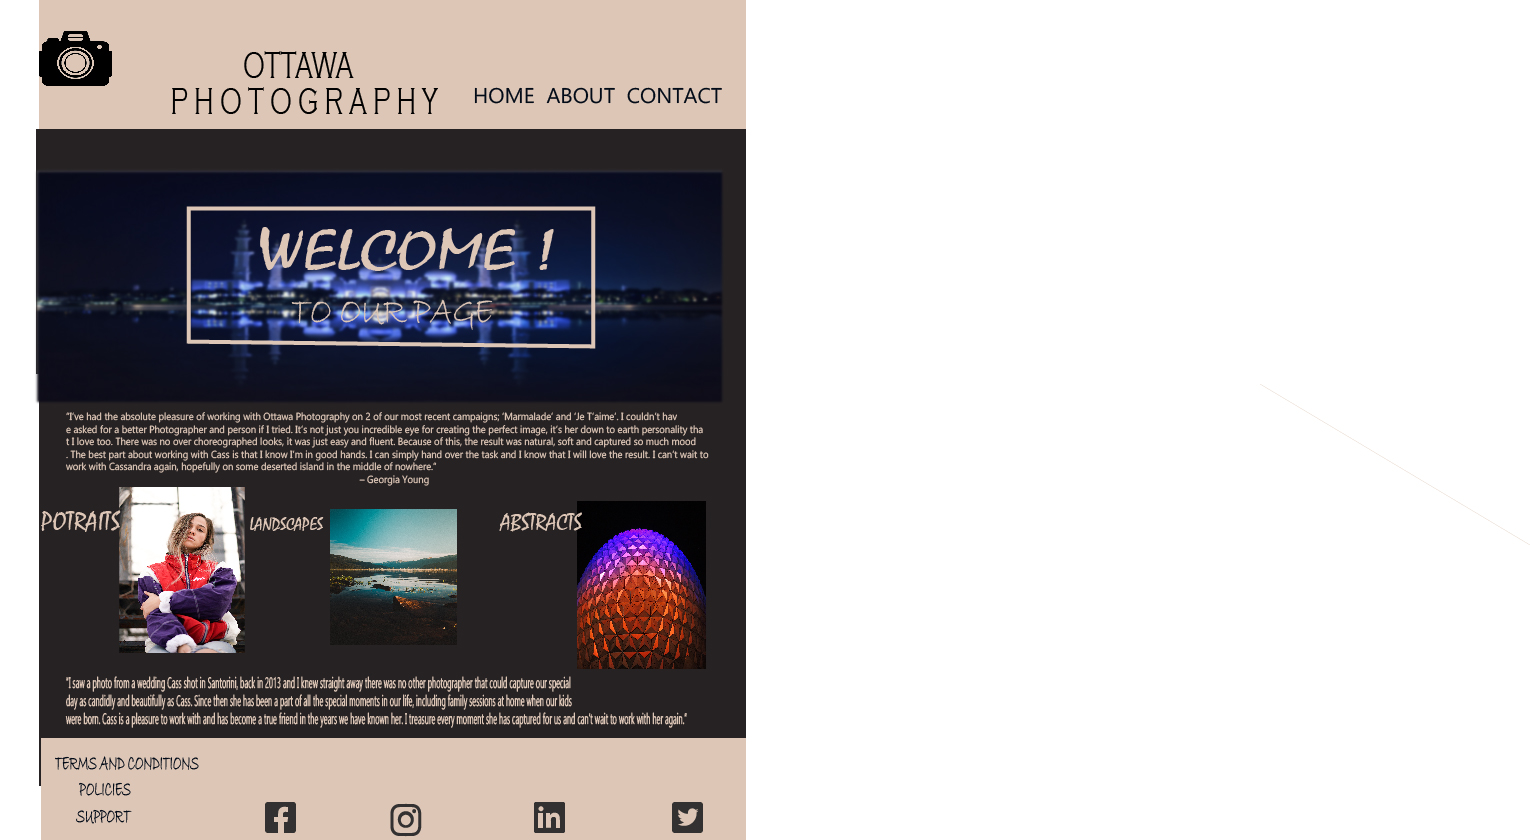 OTTAWA
PHOTOGRAPHY
HOME ABOUT CONTACT
WELCOME !
TO OUR PAGE
"I've had the absolute pleasure of working with Ottawa Photography on 2 of our most recent campaigns; 'Marmalade' and 'Je T'aime'. I couldn't hav
e asked for a better Photographer and person if I tried. It's not just you incredible eye for creating the perfect image, it's her down to earth personality tha
t I love too. There was no over choreographed looks, it was just easy and fluent. Because of this, the result was natural, soft and captured so much mood
. The best part about working with Cass is that I know I'm in good hands. I can simply hand over the task and I know that I will love the result. I can't wait to
work with Cassandra again, hopefully on some deserted island in the middle of nowhere."
– Georgia Young
POTRAITS
LANDSCAPES
ABSTRACTS
"I saw a photo from a wedding Cass shot in Santorini, back in 2013 and I knew straight away there was no other photographer that could capture our special
day as candidly and beautifully as Cass. Since then she has been a part of all the special moments in our life, including family sessions at home when our kids
were born. Cass is a pleasure to work with and has become a true friend in the years we have known her. I treasure every moment she has captured for us and can't wait to work with her again."
TERMS AND CONDITIONS
POLICIES
SUPPORT